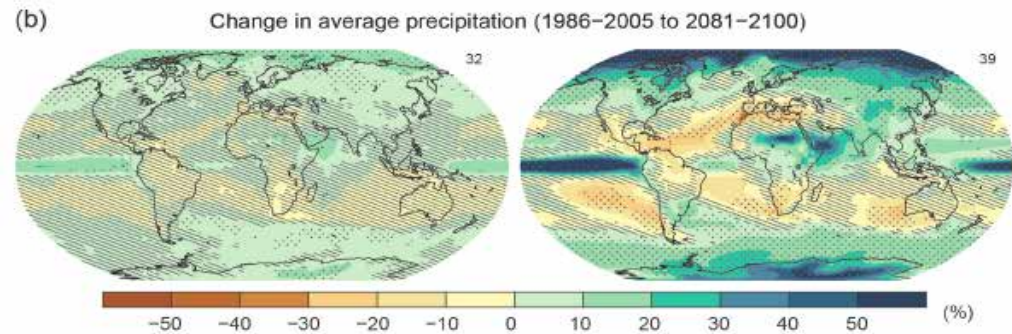 (b) Change in average precipitation (1986−2005 to 2081−2100)
32 39
−50 −40 −30 −20 −10 0 10 20 30 40 50 (%)